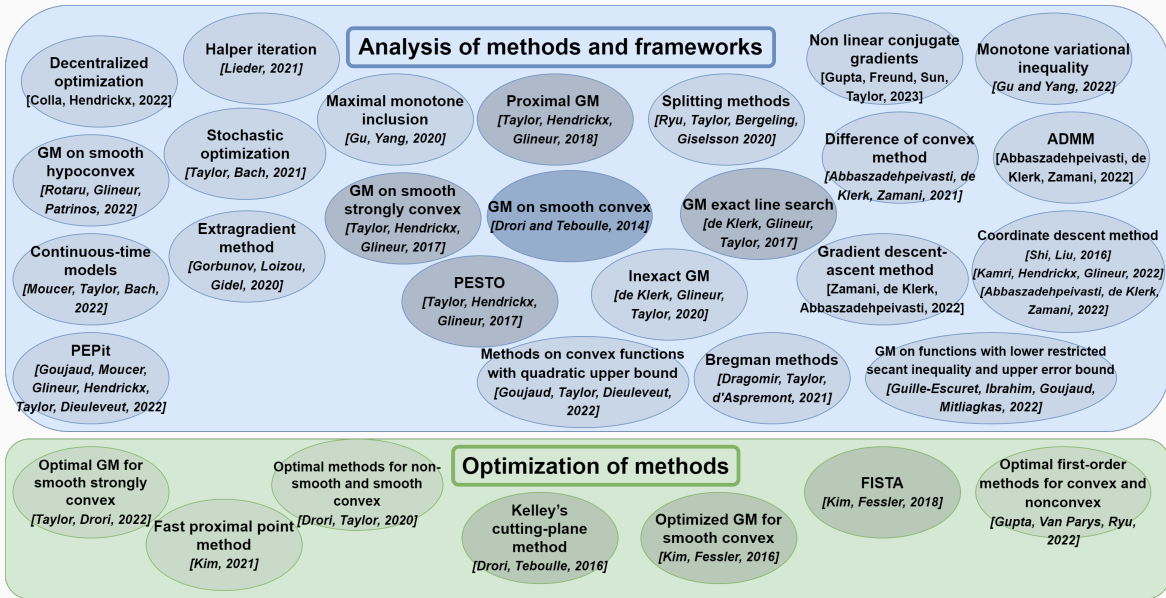 Analysis of methods and frameworks
Decentralized
optimization
[Colla, Hendrickx, 2022]
Halper iteration
[Lieder, 2021]
Non linear conjugate
gradients
[Gupta, Freund, Sun,
Taylor, 2023]
Monotone variational
inequality
[Gu and Yang, 2022]
Maximal monotone
inclusion
[Gu, Yang, 2020]
Proximal GM
[Taylor, Hendrickx,
Glineur, 2018]
Splitting methods
[Ryu, Taylor, Bergeling,
Giselsson 2020]
GM on smooth
hypoconvex
[Rotaru, Glineur,
Patrinos, 2022]
Stochastic
optimization
[Taylor, Bach, 2021]
Difference of convex
method
[Abbaszadehpeivasti, de
Klerk, Zamani, 2021]
ADMM
[Abbaszadehpeivasti, de
Klerk, Zamani, 2022]
GM on smooth
strongly convex
[Taylor, Hendrickx,
Glineur, 2017]
GM on smooth convex
[Drori and Teboulle, 2014]
GM exact line search
[de Klerk, Glineur,
Taylor, 2017]
Continuous-time
models
[Moucer, Taylor, Bach,
2022]
Extragradient
method
[Gorbunov, Loizou,
Gidel, 2020]
PESTO
[Taylor, Hendrickx,
Glineur, 2017]
Inexact GM
[de Klerk, Glineur,
Taylor, 2020]
Gradient descent-
ascent method
[Zamani, de Klerk,
Abbaszadehpeivasti, 2022]
Coordinate descent method
[Shi, Liu, 2016]
[Kamri, Hendrickx, Glineur, 2022]
[Abbaszadehpeivasti, de Klerk,
Zamani, 2022]
PEPit
[Goujaud, Moucer,
Glineur, Hendrickx,
Taylor, Dieuleveut, 2022]
Methods on convex functions
with quadratic upper bound
[Goujaud, Taylor, Dieuleveut,
2022]
Bregman methods
[Dragomir, Taylor,
d'Aspremont, 2021]
GM on functions with lower restricted
secant inequality and upper error bound
[Guille-Escuret, Ibrahim, Goujaud,
Mitliagkas, 2022]
Optimization of methods
Optimal GM for
smooth strongly
convex
[Taylor, Drori, 2022]
Fast proximal point
method
[Kim, 2021]
Optimal methods for non-
smooth and smooth
convex
[Drori, Taylor, 2020]
Kelley's
cutting-plane
method
[Drori, Teboulle, 2016]
Optimized GM for
smooth convex
[Kim, Fessler, 2016]
FISTA
[Kim, Fessler, 2018]
Optimal first-order
methods for convex and
nonconvex
[Gupta, Van Parys, Ryu,
2022]